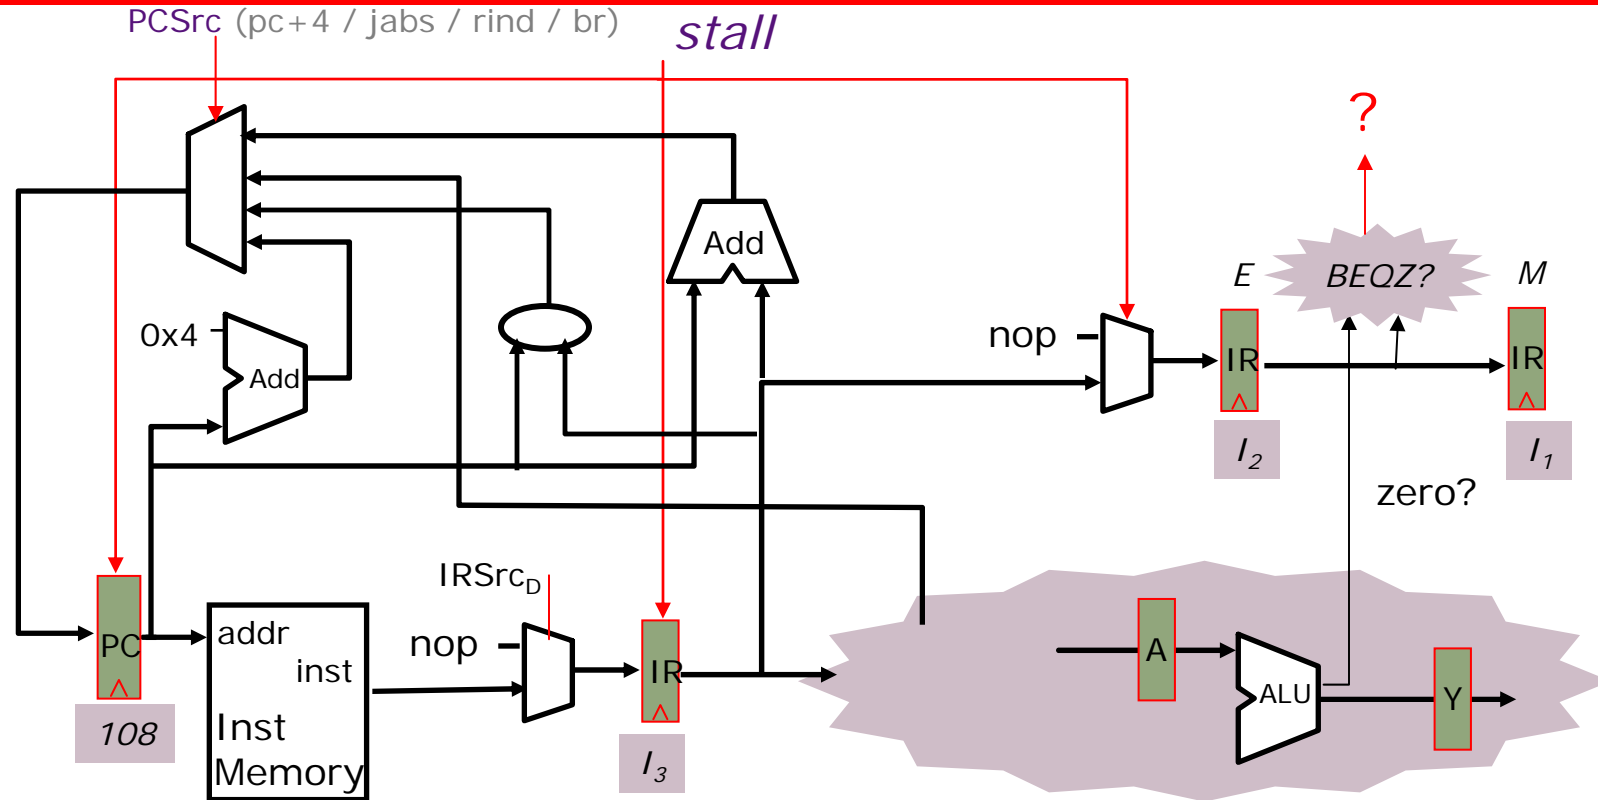 PCSrc (pc+4 / jabs / rind / br)
stall
?
Add
E
BEQZ?
M
0x4
Add
nop
IR
IR
I2
I1
zero?
IRSrcD
nop
PC
addr
inst
Inst
Memory
IR
A
ALU
Y
108
I3